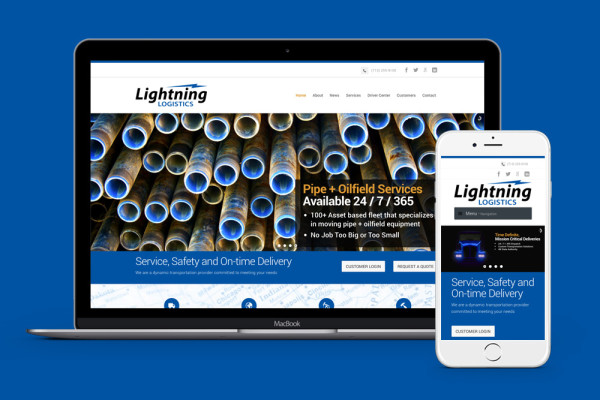 Lightning
LOGISTICS
Home About News Services Driver Center Customers Contact
Pipe + Oilfield Services
Available 24 / 7 / 365
• 100+ Asset based fleet that specializes
in moving pipe + oilfield equipment
• No Job Too Big or Too Small
Service, Safety and On-time Delivery
We are a dynamic transportation provider committed to meeting your needs
CUSTOMER LOGIN REQUEST A QUOTE
MacBook
Lightning
LOGISTICS
Menu - Navigation
Time Definite,
Mission Critical Deliveries
Service, Safety and
On-time Delivery
We are a dynamic transportation provider
committed to meeting your needs
CUSTOMER LOGIN